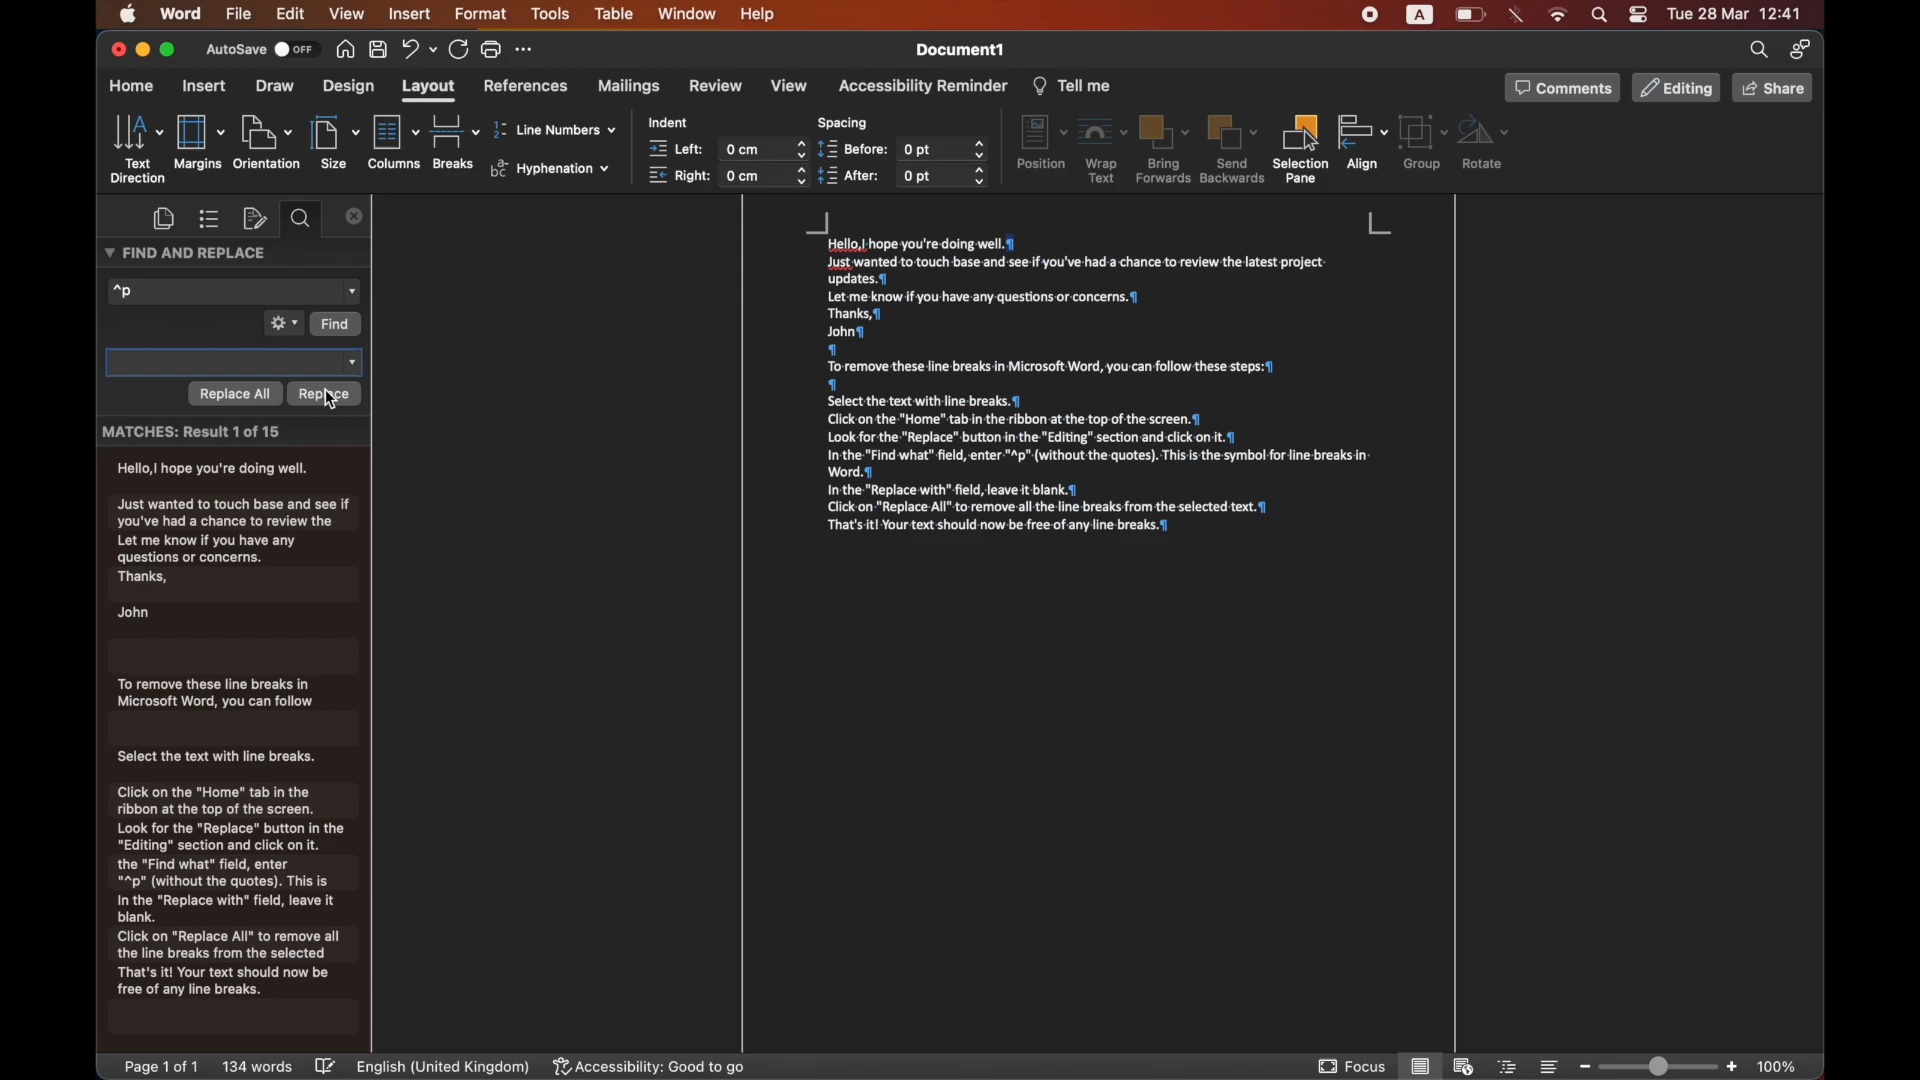 Word File Edit View Insert Format Tools Table Window Help A Tue 28 Mar 12:41
AutoSave OFF Document1
Home Insert Draw Design Layout References Mailings Review View Accessibility Reminder Tell me Comments Editing Share
Text Direction
Margins
Orientation
Size
Columns
Breaks
Line Numbers
Hyphenation
Indent
Left: 0 cm
Right: 0 cm
Spacing
Before: 0 pt
After: 0 pt
Position
Wrap Text
Bring Forwards
Send Backwards
Selection Pane
Align
Group
Rotate
FIND AND REPLACE
^p
Find
Replace All Replace
MATCHES: Result 1 of 15
Hello,I hope you're doing well.
Just wanted to touch base and see if
you've had a chance to review the
Let me know if you have any
questions or concerns.
Thanks,
John
To remove these line breaks in
Microsoft Word, you can follow
Select the text with line breaks.
Click on the "Home" tab in the
ribbon at the top of the screen.
Look for the "Replace" button in the
"Editing" section and click on it.
the "Find what" field, enter
"^p" (without the quotes). This is
In the "Replace with" field, leave it
blank.
Click on "Replace All" to remove all
the line breaks from the selected
That's it! Your text should now be
free of any line breaks.
Hello,I·hope·you're·doing·well.¶
Just·wanted·to·touch·base·and·see·if·you've·had·a·chance·to·review·the·latest·project·
updates.¶
Let·me·know·if·you·have·any·questions·or·concerns.¶
Thanks,¶
John¶
¶
To·remove·these·line·breaks·in·Microsoft·Word,·you·can·follow·these·steps:¶
¶
Select·the·text·with·line·breaks.¶
Click·on·the·"Home"·tab·in·the·ribbon·at·the·top·of·the·screen.¶
Look·for·the·"Replace"·button·in·the·"Editing"·section·and·click·on·it.¶
In·the·"Find·what"·field,·enter·"^p"·(without·the·quotes).·This·is·the·symbol·for·line·breaks·in·
Word.¶
In·the·"Replace·with"·field,·leave·it·blank.¶
Click·on·"Replace·All"·to·remove·all·the·line·breaks·from·the·selected·text.¶
That's·it!·Your·text·should·now·be·free·of·any·line·breaks.¶
Page 1 of 1 134 words English (United Kingdom) Accessibility: Good to go Focus 100%